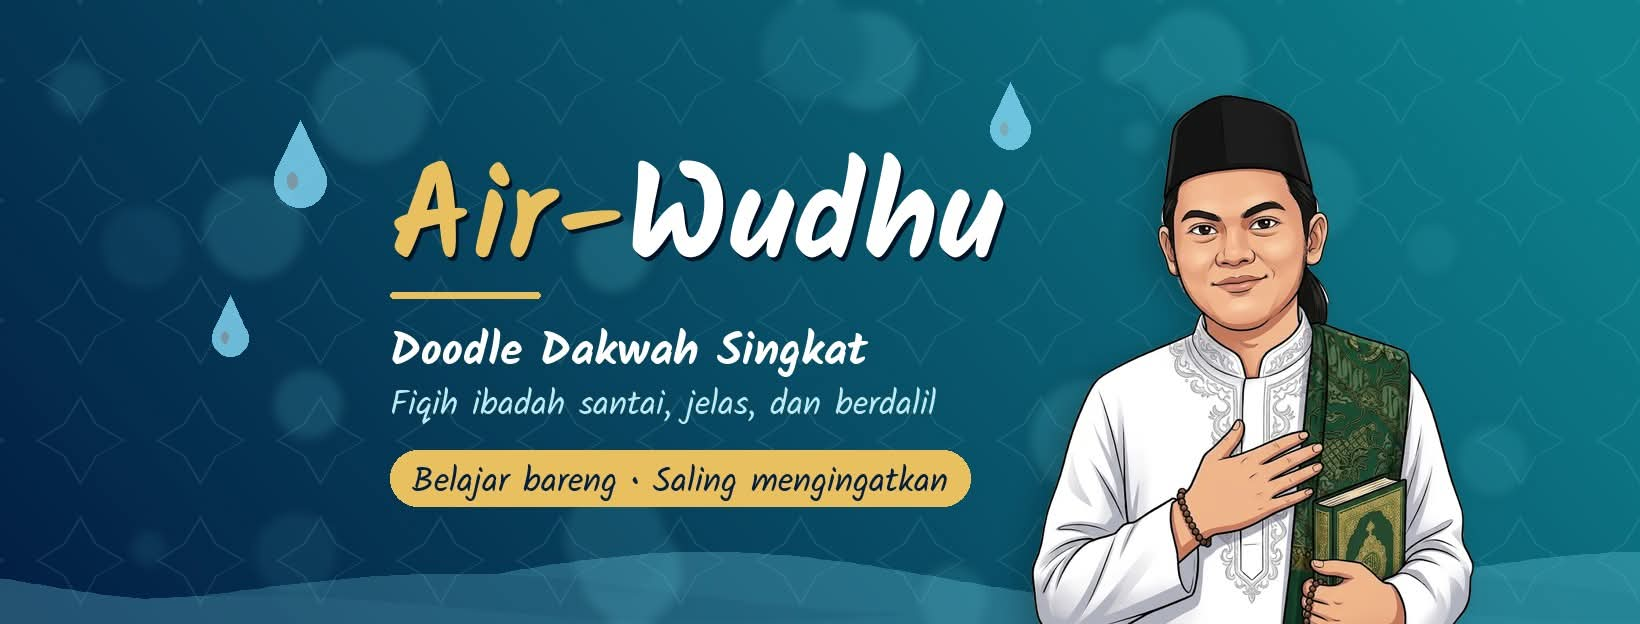 Air-Wudhu
Doodle Dakwah Singkat
Fiqih ibadah santai, jelas, dan berdalil
Belajar bareng • Saling mengingatkan